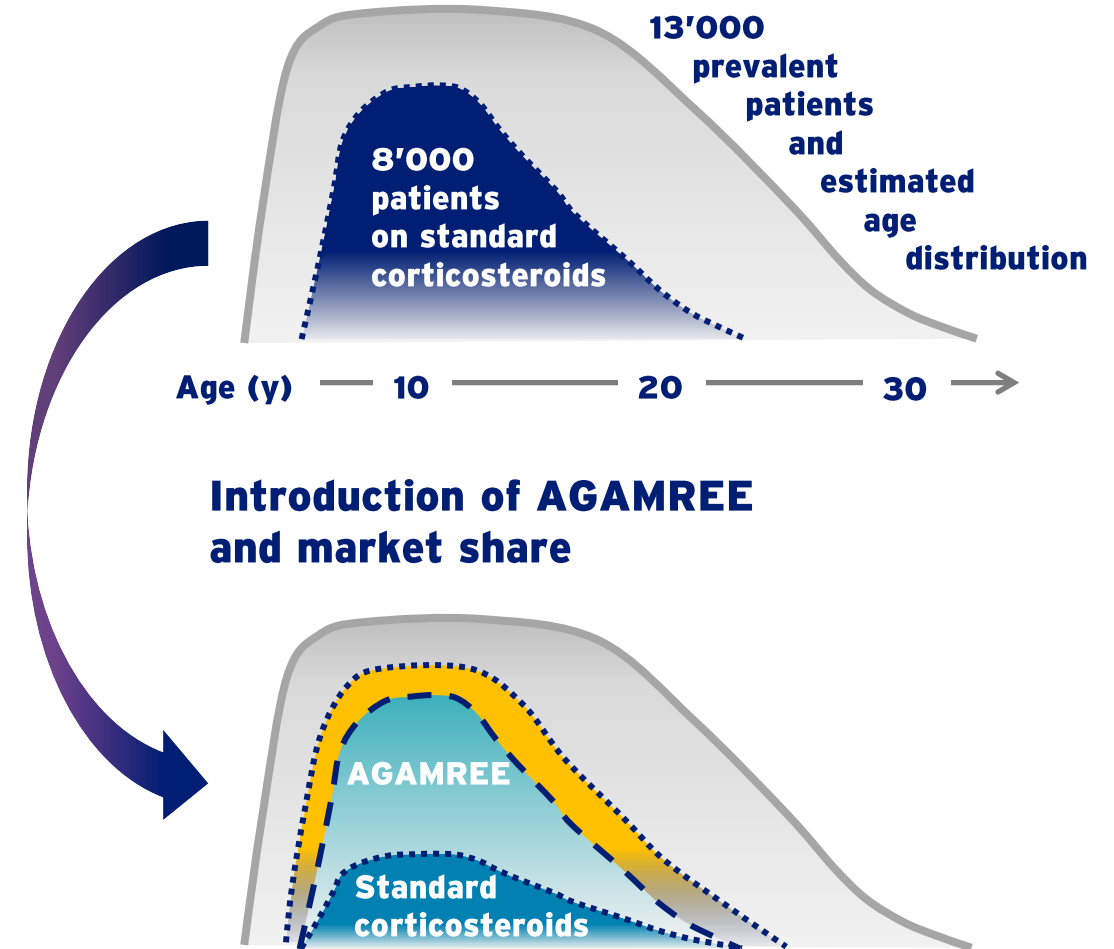 13’000
prevalent
patients
and
estimated
age
distribution
8’000
patients
on standard
corticosteroids
Age (y) 10 20 30
Introduction of AGAMREE
and market share
AGAMREE
Standard
corticosteroids